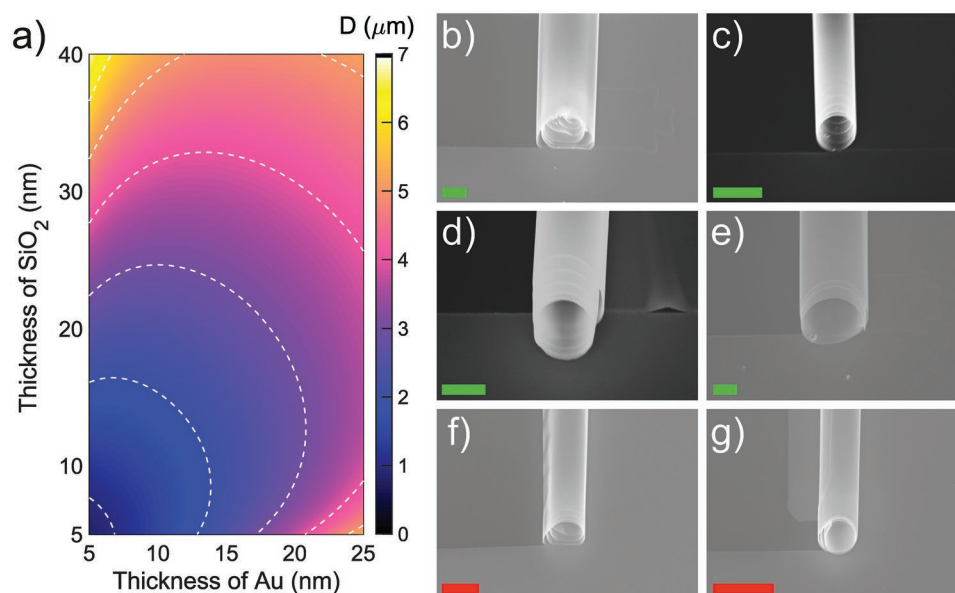 a)
D (μm)
Thickness of SiO₂ (nm)
40
30
20
10
5
5
10
15
20
25
Thickness of Au (nm)
7
6
5
4
3
2
1
0
b)
c)
d)
e)
f)
g)